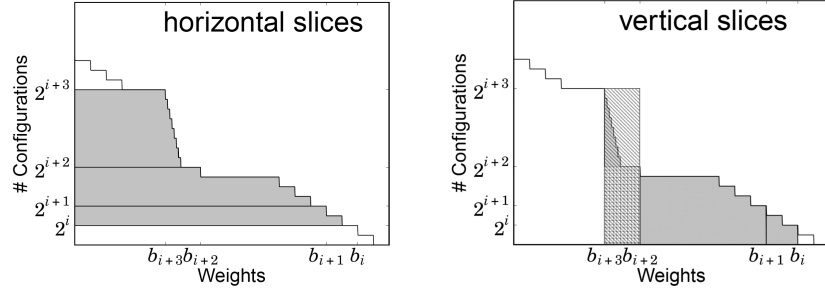 horizontal slices
# Configurations
2^{i+3}
2^{i+2}
2^{i+1}
2^i
b_{i+3} b_{i+2} b_{i+1} b_i
Weights
vertical slices
# Configurations
2^{i+3}
2^{i+2}
2^{i+1}
2^i
b_{i+3} b_{i+2} b_{i+1} b_i
Weights